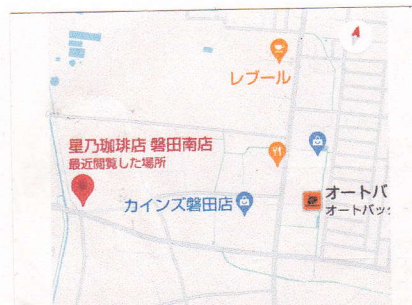 レブール
星乃珈琲店 磐田南店
最近閲覧した場所
カインズ磐田店
オートバ
オートバッ